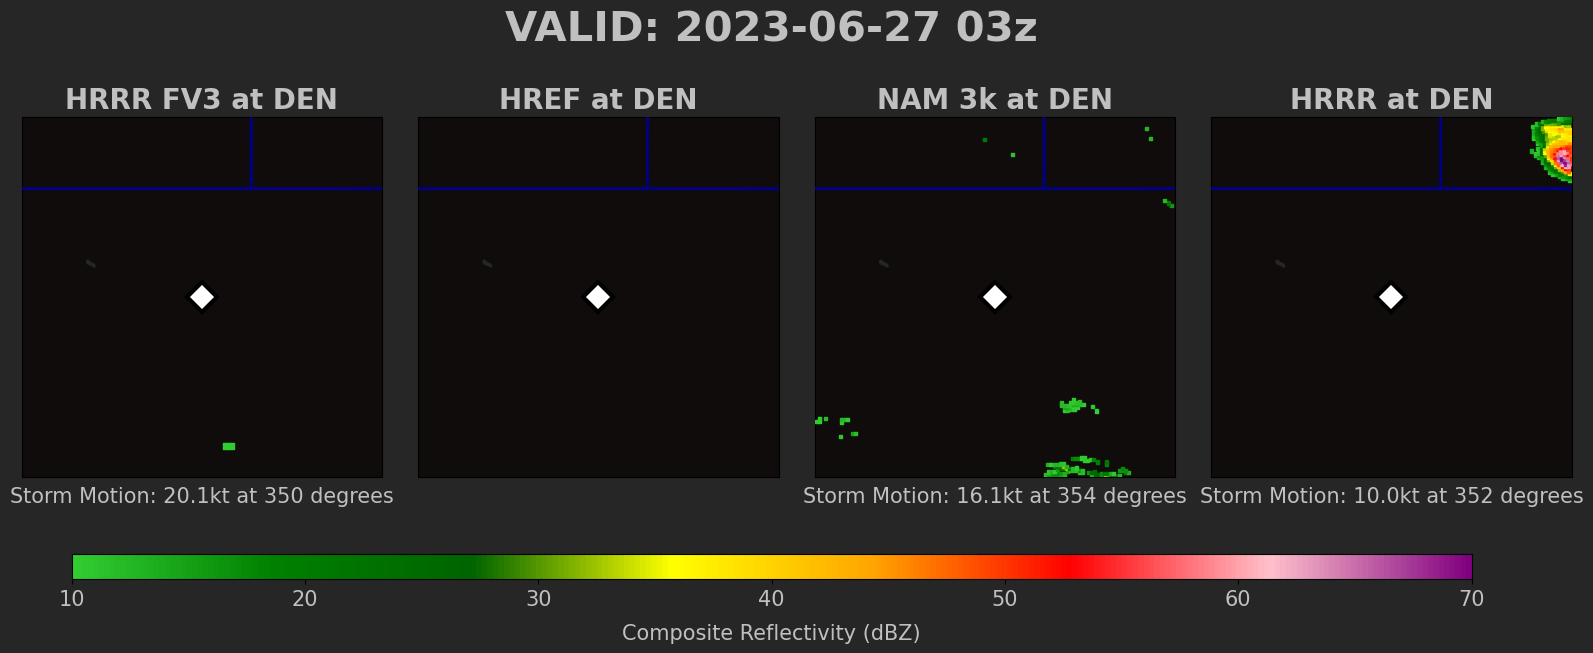 VALID: 2023-06-27 03z
HRRR FV3 at DEN
HREF at DEN
NAM 3k at DEN
HRRR at DEN
Storm Motion: 20.1kt at 350 degrees
Storm Motion: 16.1kt at 354 degrees
Storm Motion: 10.0kt at 352 degrees
10 20 30 40 50 60 70
Composite Reflectivity (dBZ)